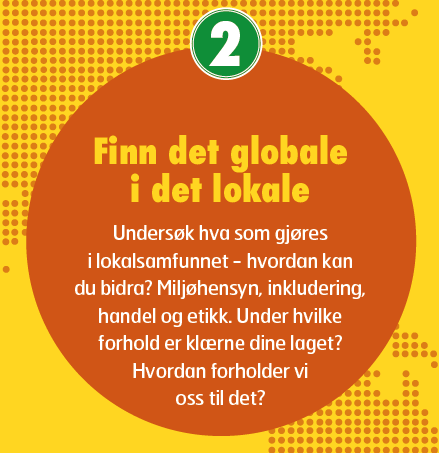 2
Finn det globale
i det lokale
Undersøk hva som gjøres
i lokalsamfunnet – hvordan kan
du bidra? Miljøhensyn, inkludering,
handel og etikk. Under hvilke
forhold er klærne dine laget?
Hvordan forholder vi
oss til det?